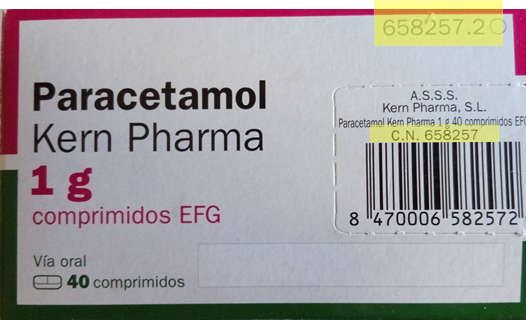 658257.2
Paracetamol
Kern Pharma
1 g
comprimidos EFG
Vía oral
40 comprimidos
A.S.S.S.
Kern Pharma, S.L.
Paracetamol Kern Pharma 1 g 40 comprimidos EFG
C.N. 658257
8 470006 582572